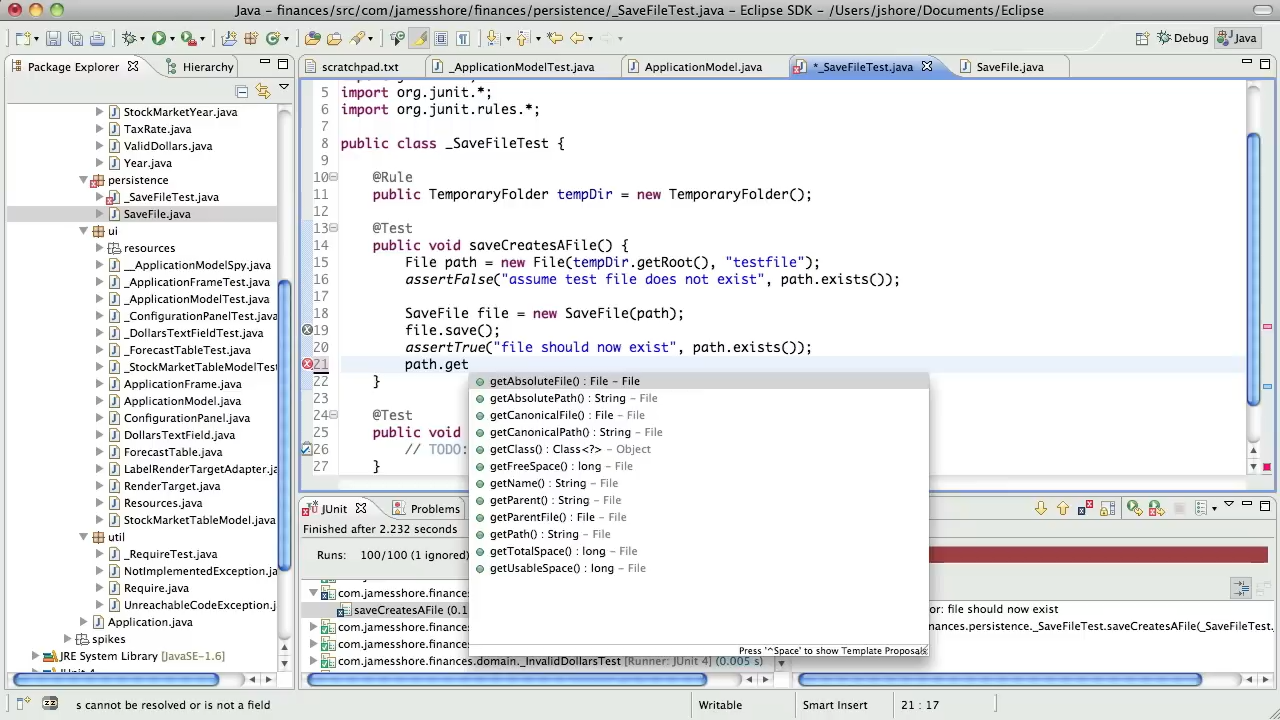 Java – finances/src/com/jamesshore/finances/persistence/_SaveFileTest.java – Eclipse SDK – /Users/jshore/Documents/Eclipse
Debug
Java
Package Explorer
Hierarchy
scratchpad.txt
_ApplicationModelTest.java
ApplicationModel.java
*_SaveFileTest.java
SaveFile.java
StockMarketYear.java
TaxRate.java
ValidDollars.java
Year.java
persistence
_SaveFileTest.java
SaveFile.java
ui
resources
__ApplicationModelSpy.java
_ApplicationFrameTest.java
_ApplicationModelTest.java
_ConfigurationPanelTest.java
_DollarsTextFieldTest.java
_ForecastTableTest.java
_StockMarketTableModelTest
ApplicationFrame.java
ApplicationModel.java
ConfigurationPanel.java
DollarsTextField.java
ForecastTable.java
LabelRenderTargetAdapter.java
RenderTarget.java
Resources.java
StockMarketTableModel.java
util
_RequireTest.java
NotImplementedException.java
Require.java
UnreachableCodeException.j
Application.java
spikes
JRE System Library [JavaSE-1.6]
5 import org.junit.*;
6 import org.junit.rules.*;
7
8 public class _SaveFileTest {
9
10 @Rule
11 public TemporaryFolder tempDir = new TemporaryFolder();
12
13 @Test
14 public void saveCreatesAFile() {
15 File path = new File(tempDir.getRoot(), "testfile");
16 assertFalse("assume test file does not exist", path.exists());
17
18 SaveFile file = new SaveFile(path);
19 file.save();
20 assertTrue("file should now exist", path.exists());
21 path.get
22 }
23
24 @Test
25 public void
26 // TODO:
27 }
getAbsoluteFile() : File – File
getAbsolutePath() : String – File
getCanonicalFile() : File – File
getCanonicalPath() : String – File
getClass() : Class<?> – Object
getFreeSpace() : long – File
getName() : String – File
getParent() : String – File
getParentFile() : File – File
getPath() : String – File
getTotalSpace() : long – File
getUsableSpace() : long – File
Press '^Space' to show Template Proposals
JUnit
Problems
Finished after 2.232 seconds
Runs: 100/100 (1 ignored)
com.jamesshore.finances.
saveCreatesAFile (0.1
com.jamesshore.finances.
com.jamesshore.finances.
com.jamesshore.finances.domain._InvalidDollarsTest [Runner: JUnit 4] (0.005 s)
or: file should now exist
nances.persistence._SaveFileTest.saveCreatesAFile(_SaveFileTest.
s cannot be resolved or is not a field
Writable
Smart Insert
21 : 17